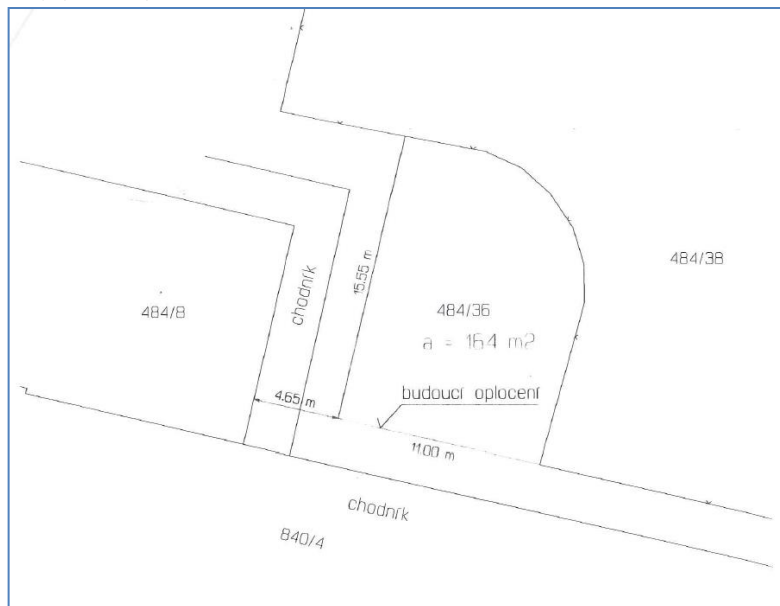 484/38
15.55 m
chodník
484/8
484/36
a = 164 m2
4.65 m
budoucí oplocení
11.00 m
chodník
840/4